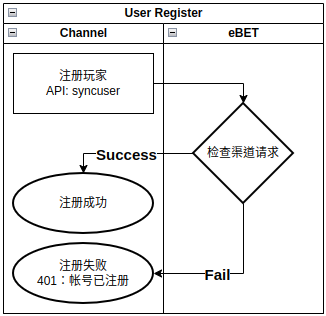 User Register
Channel
eBET
注册玩家
API: syncuser
检查渠道请求
Success
注册成功
注册失败
401：帐号已注册
Fail